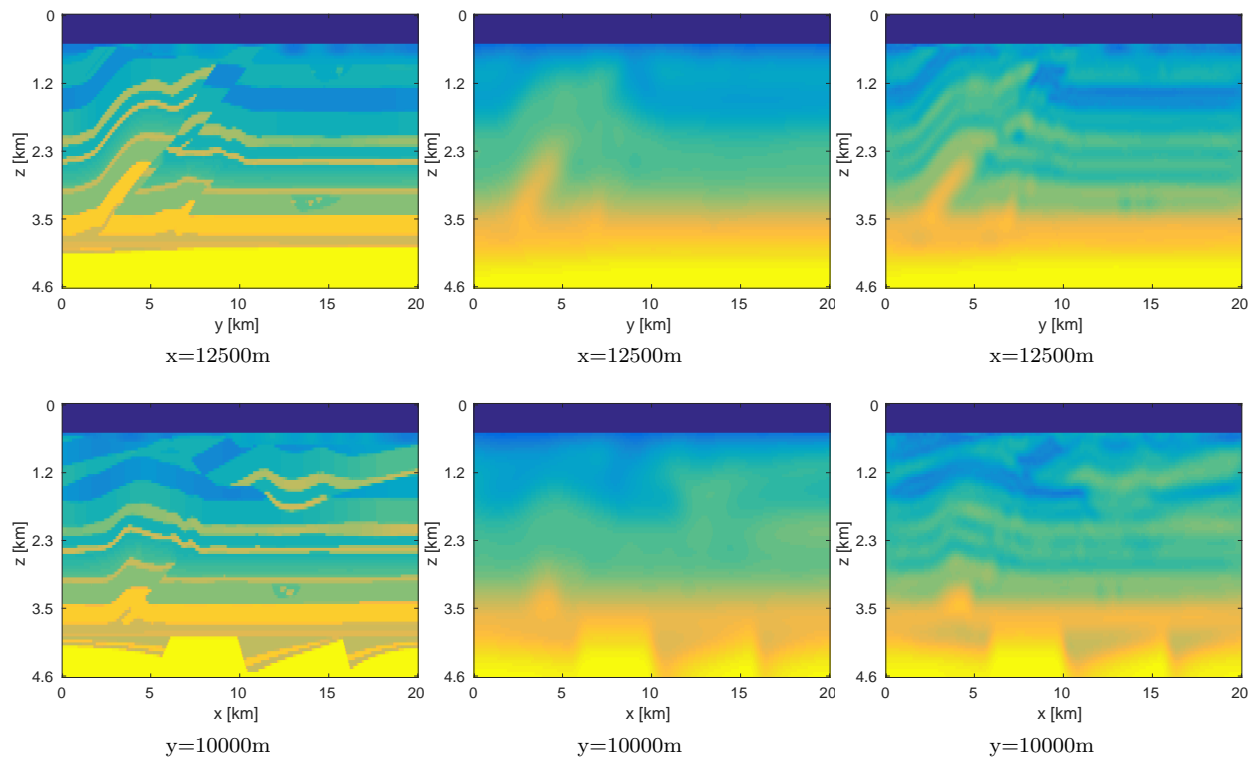 0 0 0
1.2 1.2 1.2
z [km] z [km] z [km]
2.3 2.3 2.3
3.5 3.5 3.5
4.6 4.6 4.6
0 5 10 15 20 0 5 10 15 20 0 5 10 15 20
y [km] y [km] y [km]
x=12500m x=12500m x=12500m
0 0 0
1.2 1.2 1.2
z [km] z [km] z [km]
2.3 2.3 2.3
3.5 3.5 3.5
4.6 4.6 4.6
0 5 10 15 20 0 5 10 15 20 0 5 10 15 20
x [km] x [km] x [km]
y=10000m y=10000m y=10000m